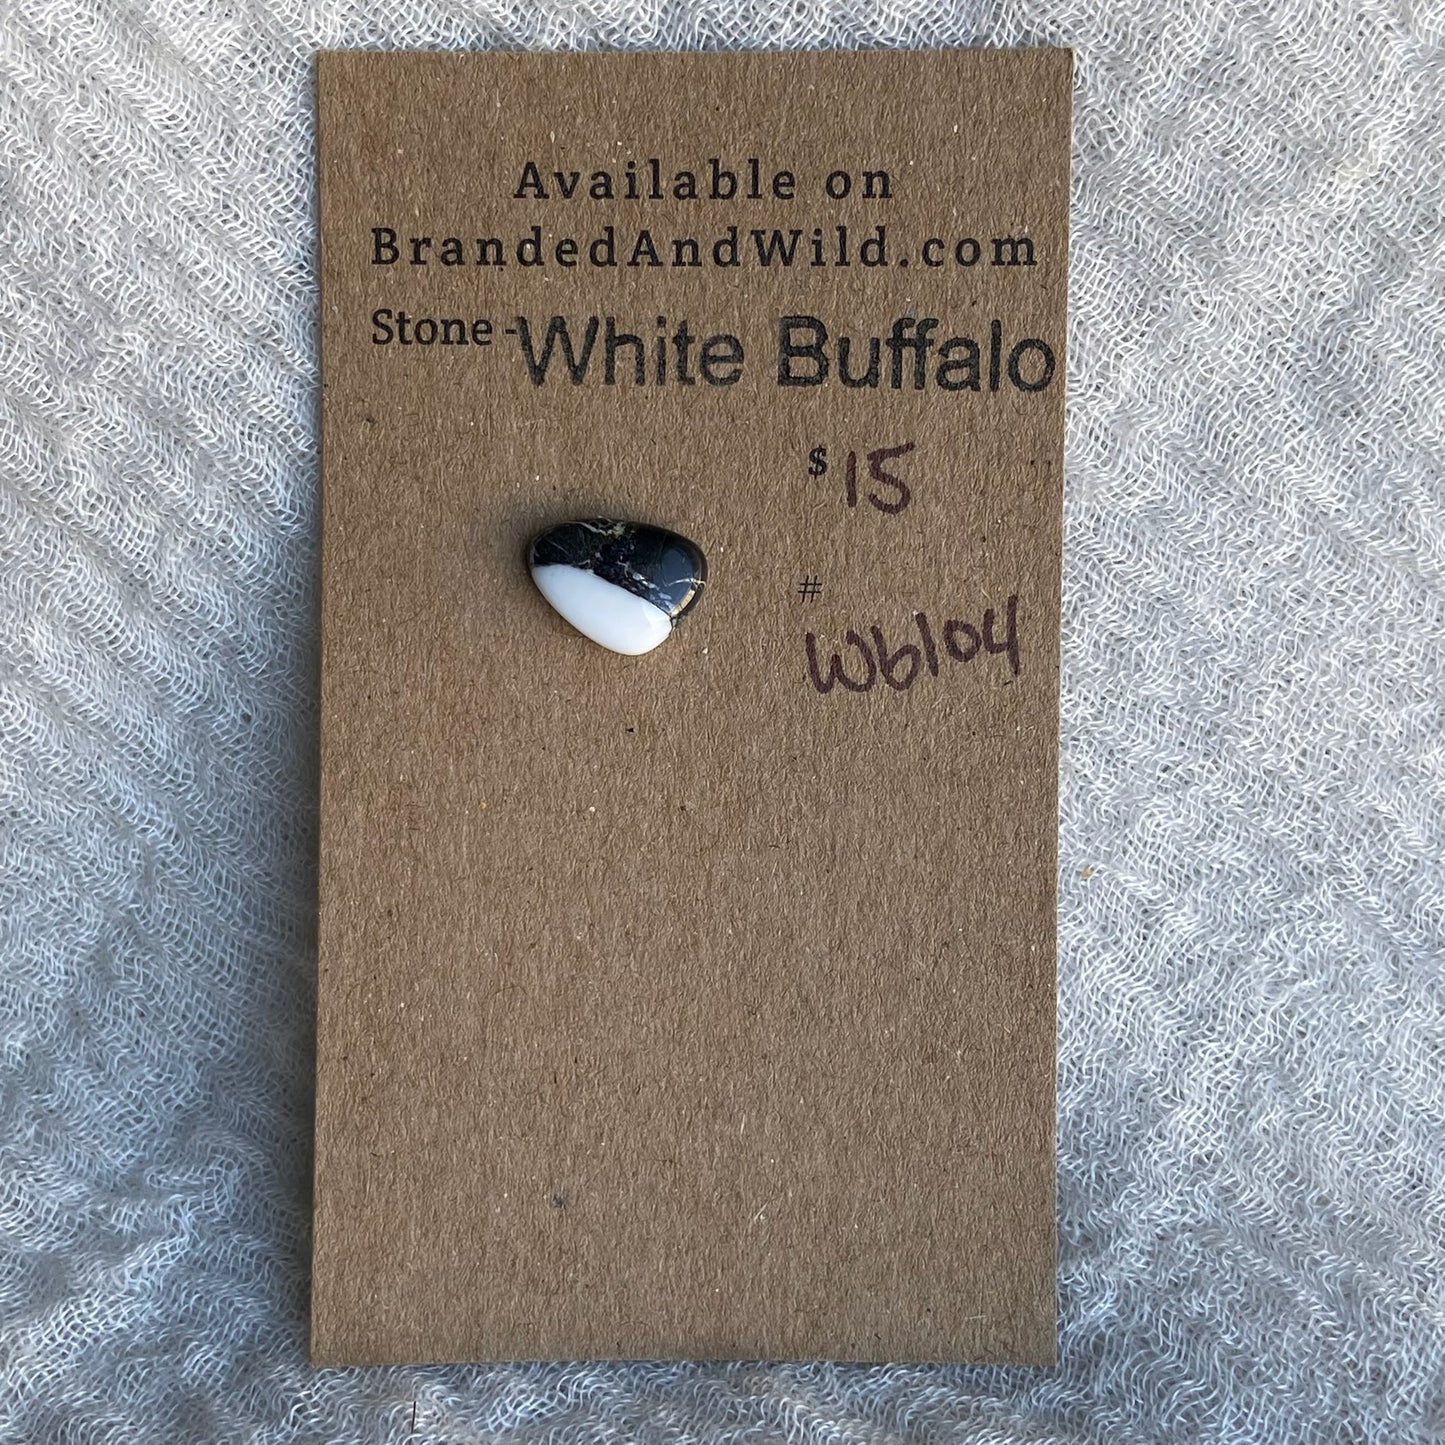 Available on
BrandedAndWild.com
Stone - White Buffalo
$ 15
#
Wb104